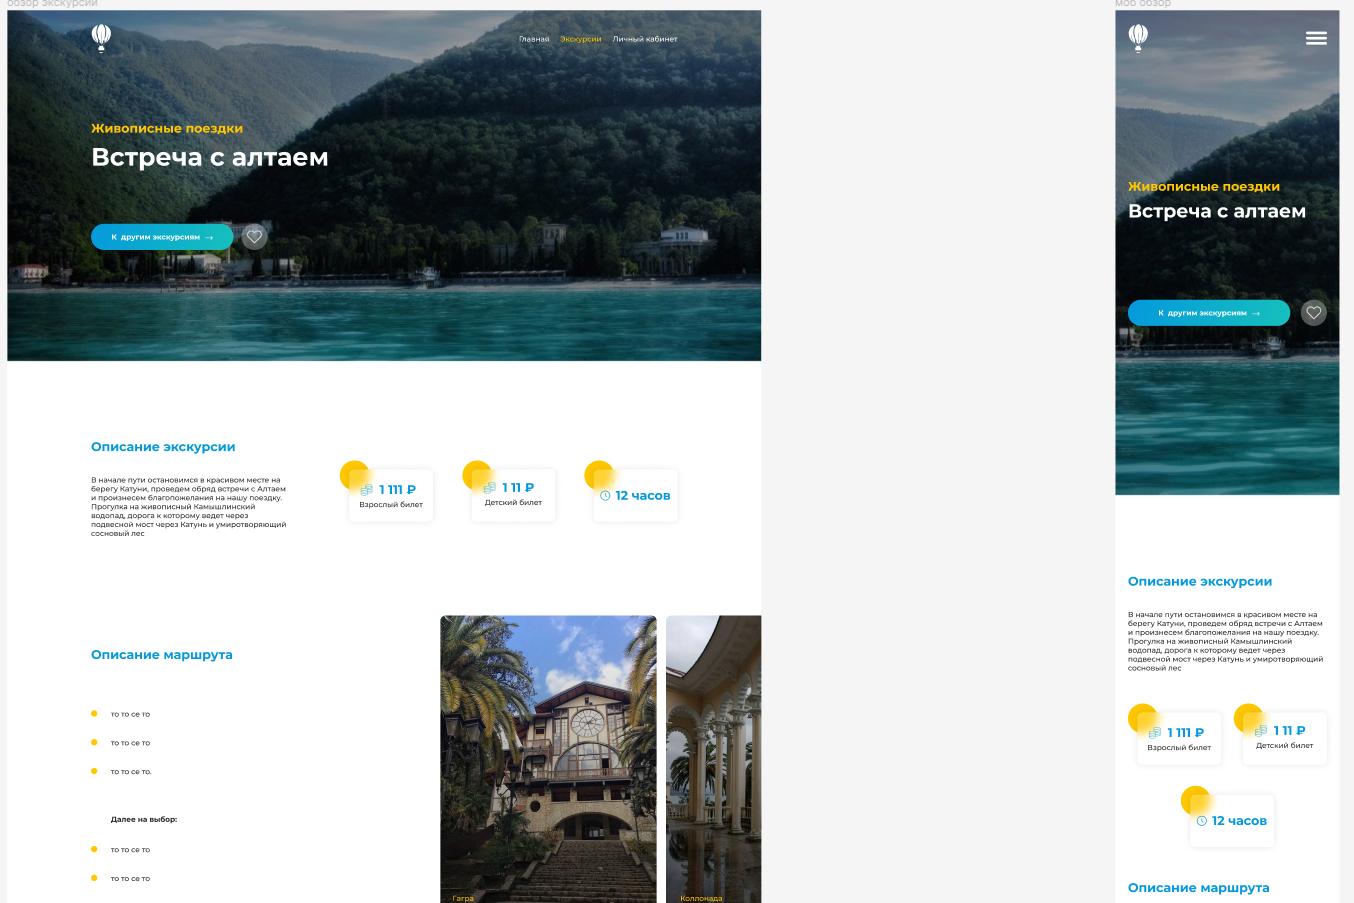 обзор экскурсии
Главная Экскурсии Личный кабинет
Живописные поездки
Встреча с алтаем
К другим экскурсиям →
Описание экскурсии
В начале пути остановимся в красивом месте на
берегу Катуни, проведем обряд встречи с Алтаем
и произнесем благопожелания на нашу поездку.
Прогулка на живописный Камышлинский
водопад, дорога к которому ведет через
подвесной мост через Катунь и умиротворяющий
сосновый лес
1 111 ₽
Взрослый билет
1 11 ₽
Детский билет
12 часов
Описание маршрута
то то се то
то то се то
то то се то.
Далее на выбор:
то то се то
то то се то
Гагра
Коллонада
моб обзор
Живописные поездки
Встреча с алтаем
К другим экскурсиям →
Описание экскурсии
В начале пути остановимся в красивом месте на
берегу Катуни, проведем обряд встречи с Алтаем
и произнесем благопожелания на нашу поездку.
Прогулка на живописный Камышлинский
водопад, дорога к которому ведет через
подвесной мост через Катунь и умиротворяющий
сосновый лес
1 111 ₽
Взрослый билет
1 11 ₽
Детский билет
12 часов
Описание маршрута